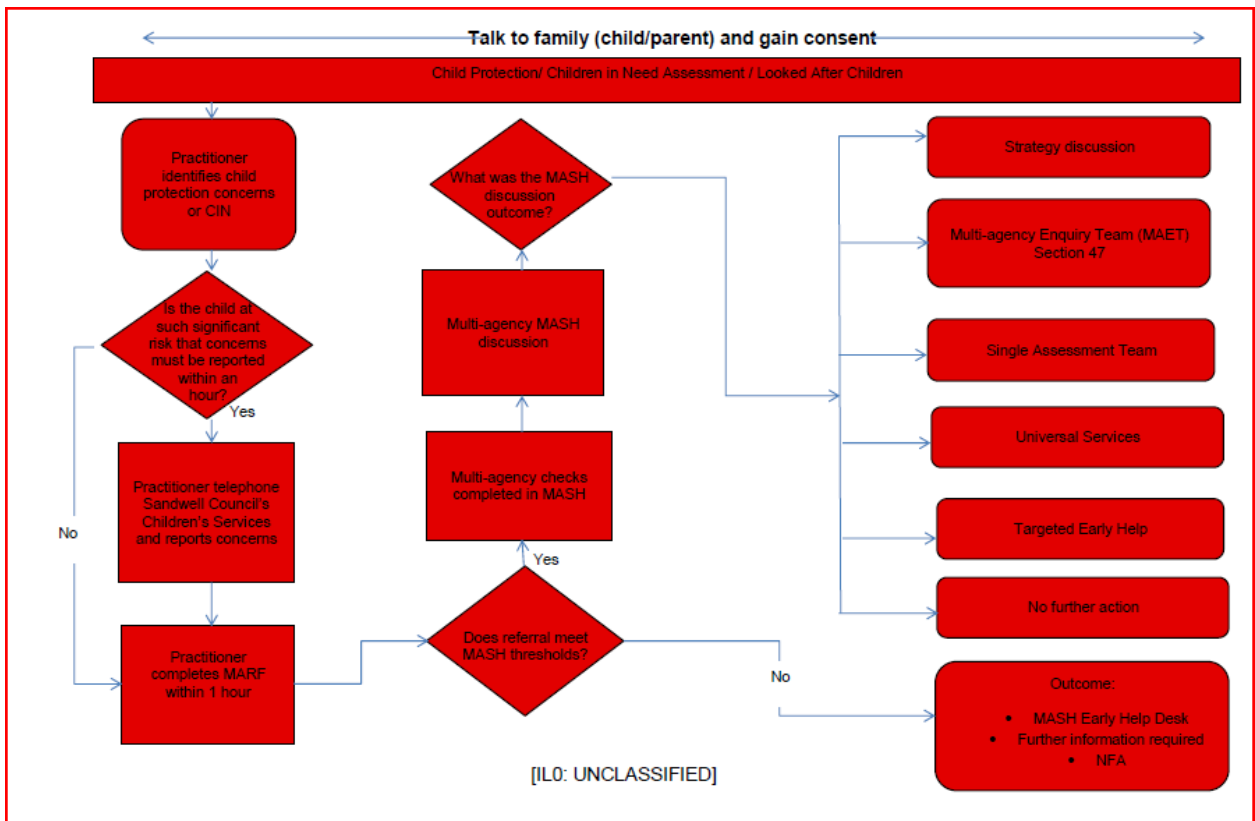 Talk to family (child/parent) and gain consent
Child Protection/ Children in Need Assessment / Looked After Children
Practitioner
identifies child
protection concerns
or CIN
Is the child at
such significant
risk that concerns
must be reported
within an
hour?
Yes
No
Practitioner telephone
Sandwell Council's
Children's Services
and reports concerns
Practitioner
completes MARF
within 1 hour
What was the MASH
discussion
outcome?
Multi-agency MASH
discussion
Multi-agency checks
completed in MASH
Yes
Does referral meet
MASH thresholds?
No
Strategy discussion
Multi-agency Enquiry Team (MAET)
Section 47
Single Assessment Team
Universal Services
Targeted Early Help
No further action
Outcome:
• MASH Early Help Desk
• Further information required
• NFA
[IL0: UNCLASSIFIED]